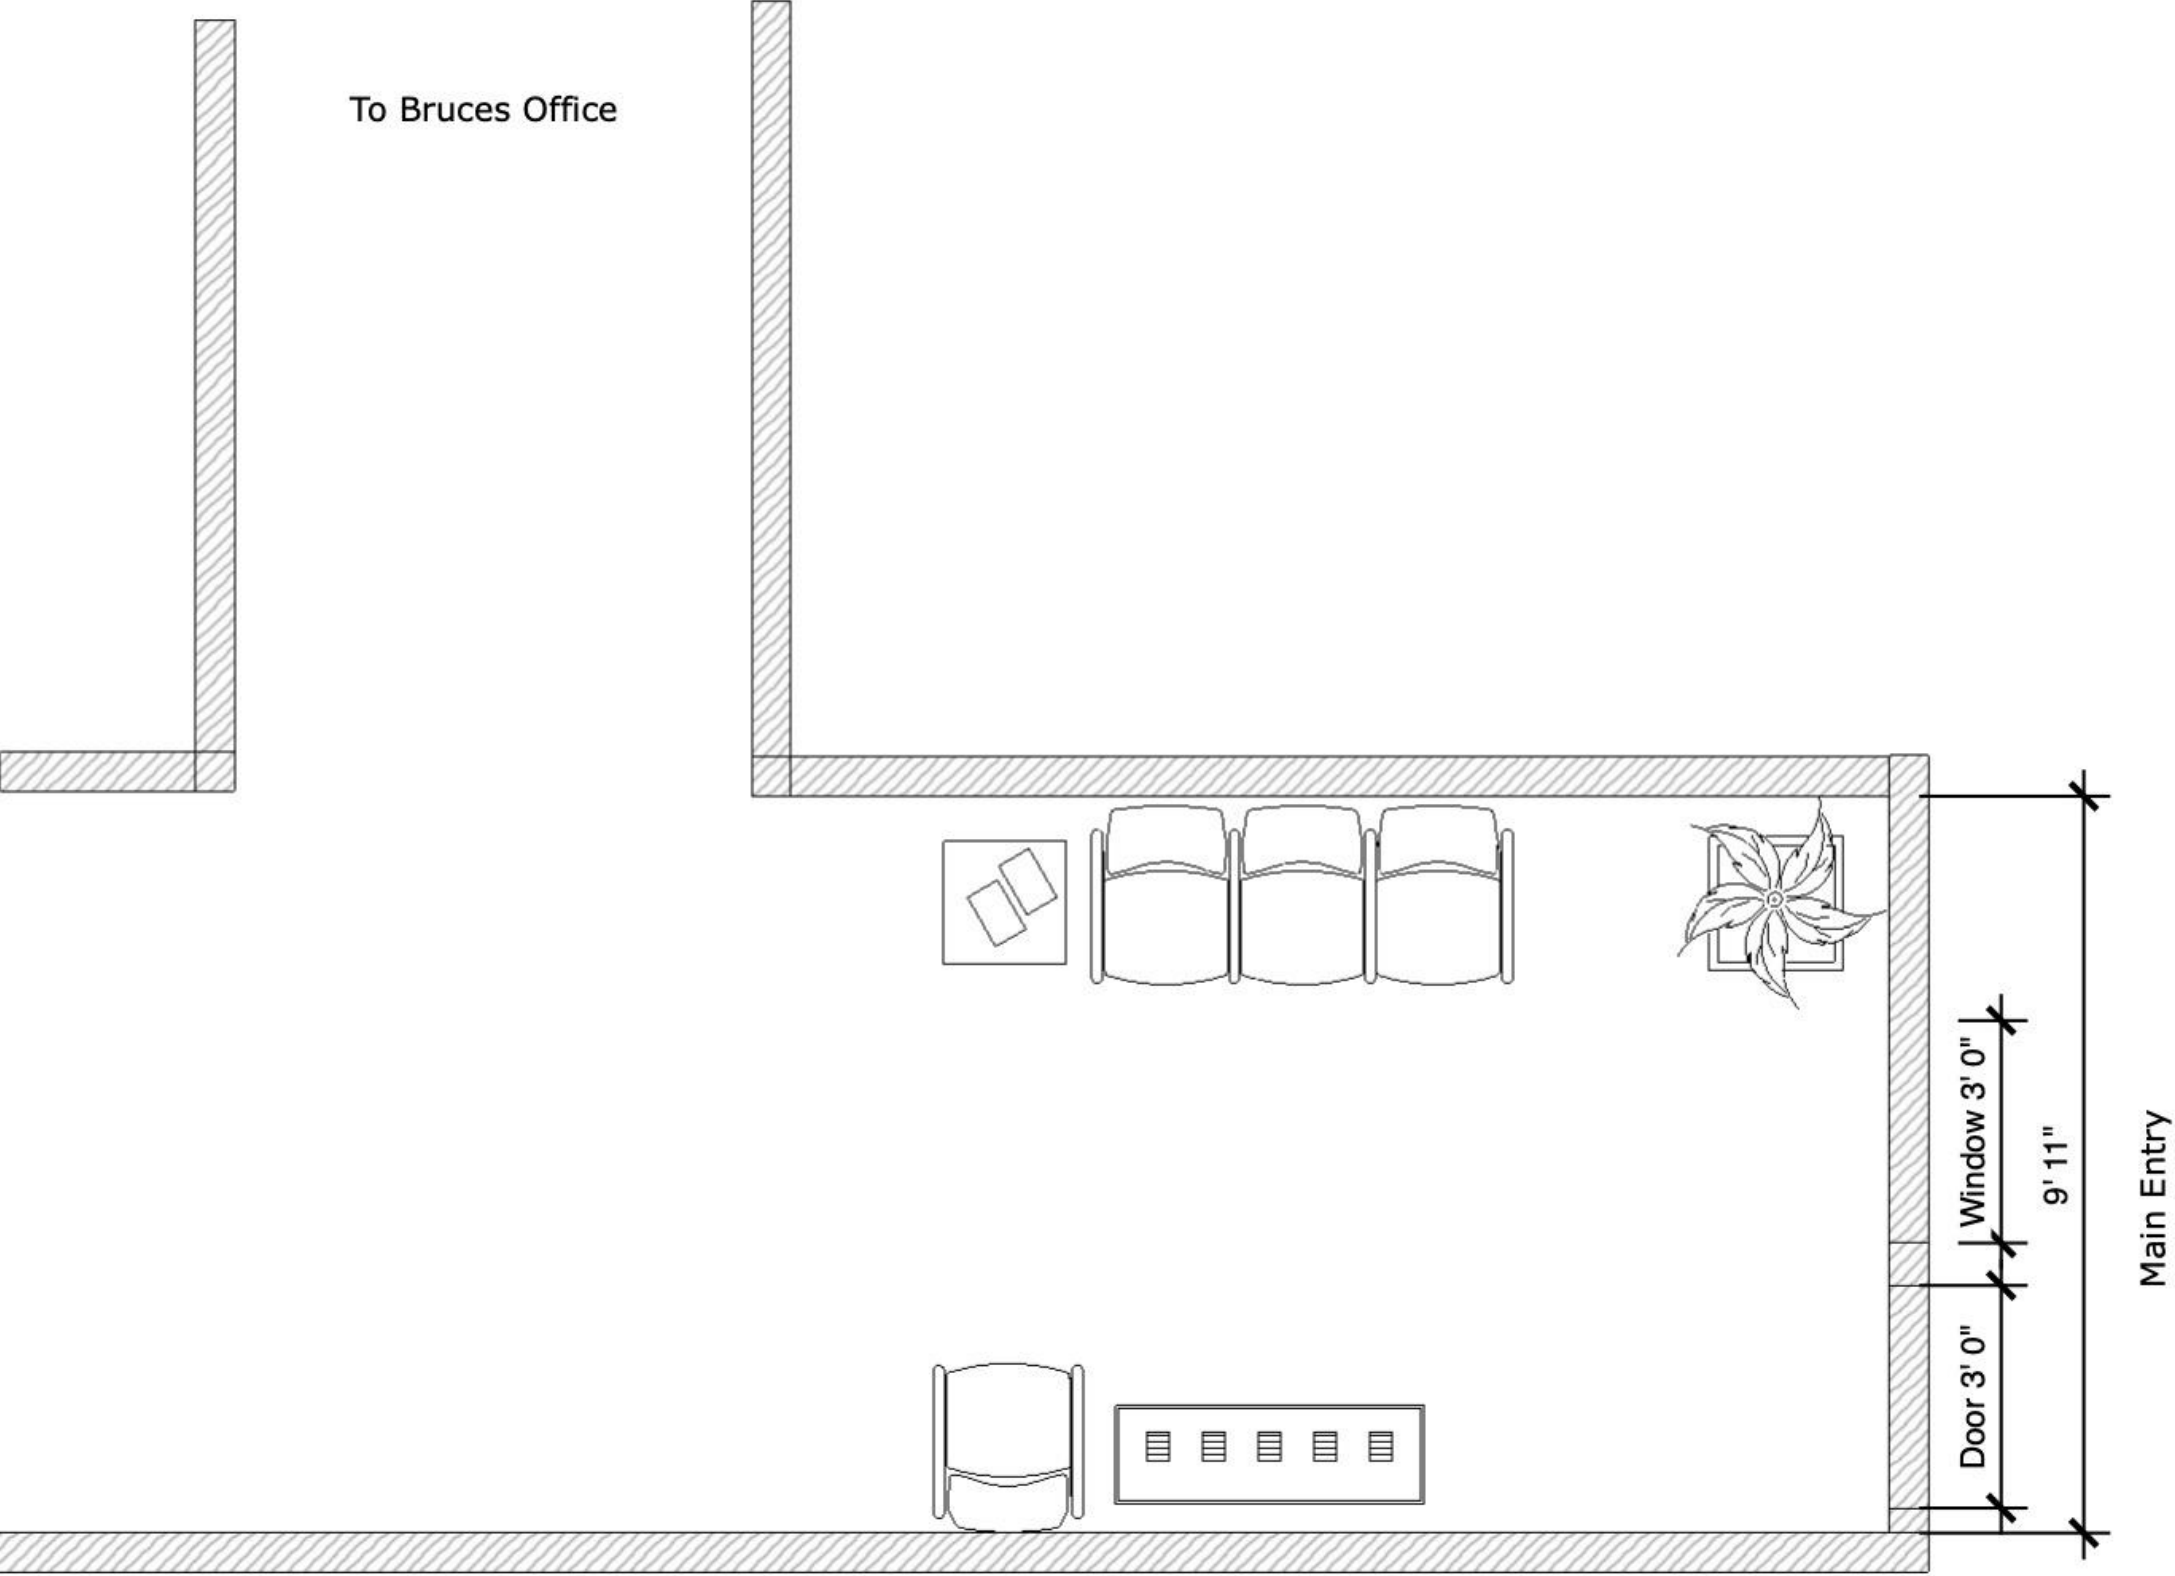 To Bruces Office
Window 3' 0"
9' 11"
Main Entry
Door 3' 0"